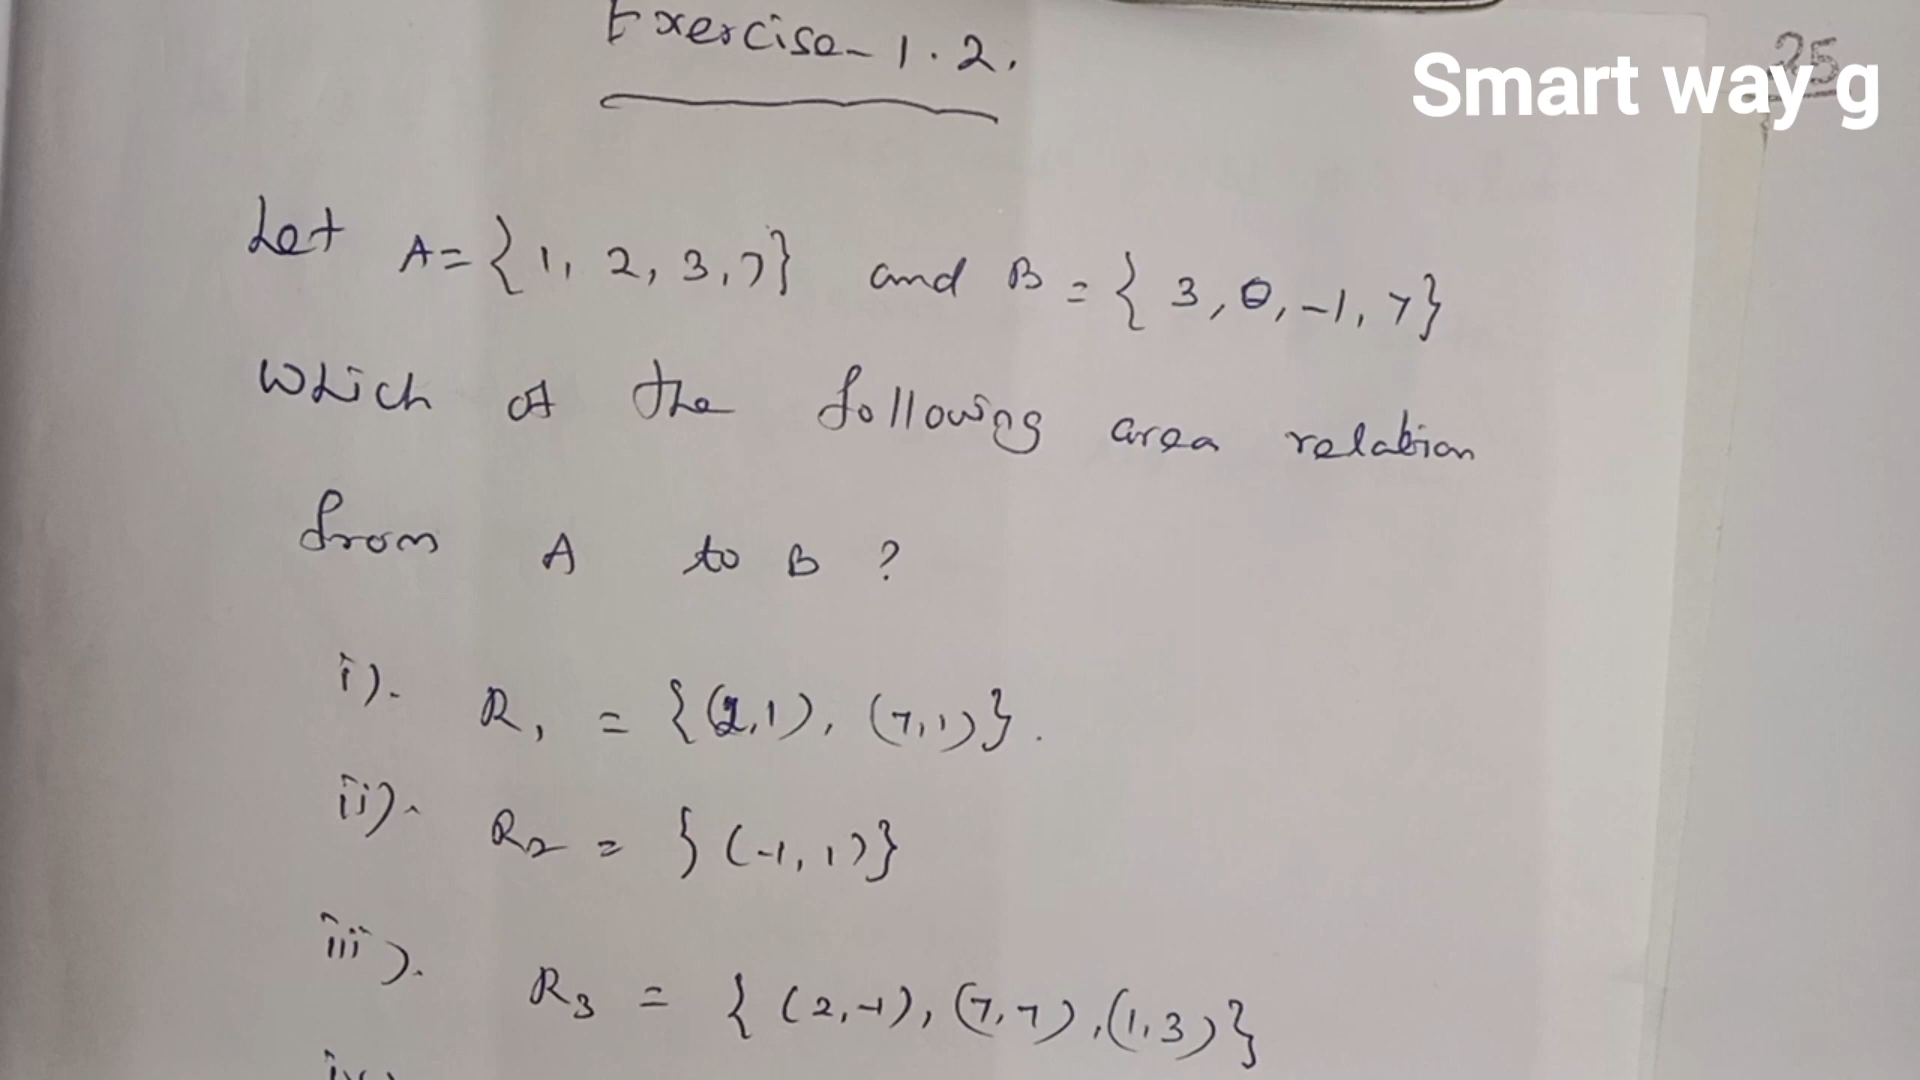 Exercise-1.2.
25
Smart way g
Let A={1, 2, 3, 7} and B = { 3, 0, -1, 7}
Which of the following area relation
from A to B ?
i). R1 = {(2,1), (7,1)}.
ii). R2 = {(-1, 1)}
iii). R3 = { (2,-1), (7,7), (1,3)}